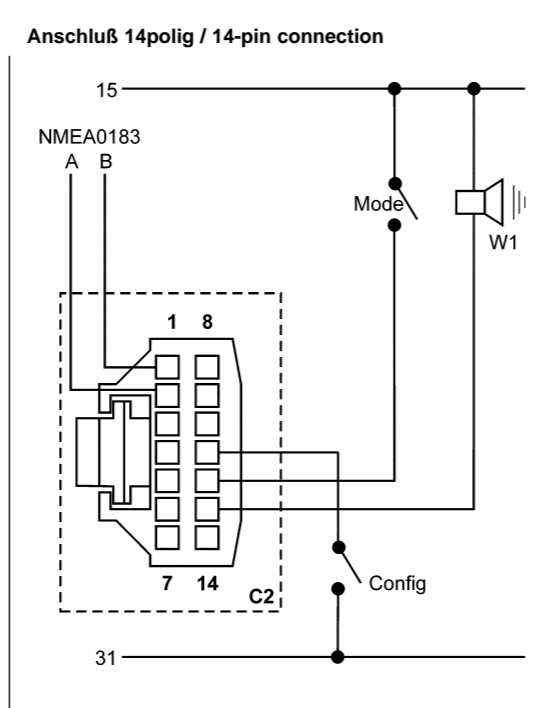 Anschluß 14polig / 14-pin connection
15
NMEA0183
A B
Mode
W1
1 8
7 14
C2
Config
31